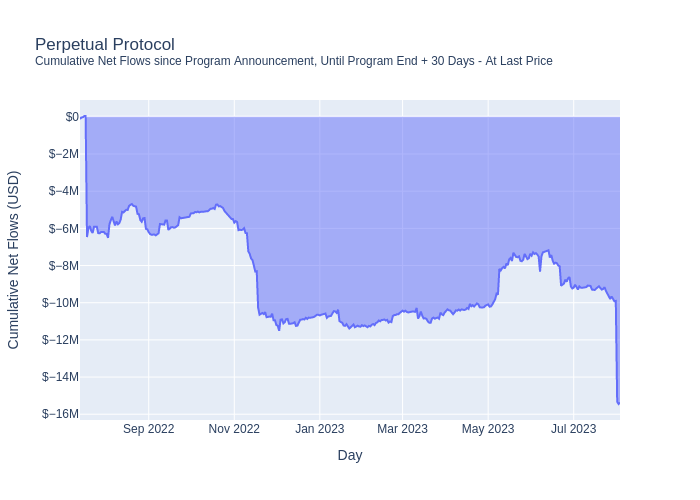 Perpetual Protocol
Cumulative Net Flows since Program Announcement, Until Program End + 30 Days - At Last Price
Cumulative Net Flows (USD)
$0
$−2M
$−4M
$−6M
$−8M
$−10M
$−12M
$−14M
$−16M
Sep 2022
Nov 2022
Jan 2023
Mar 2023
May 2023
Jul 2023
Day